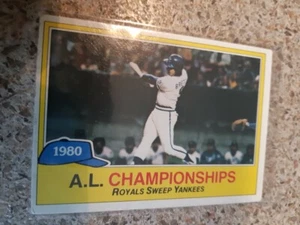 1980
A.L. CHAMPIONSHIPS
ROYALS SWEEP YANKEES